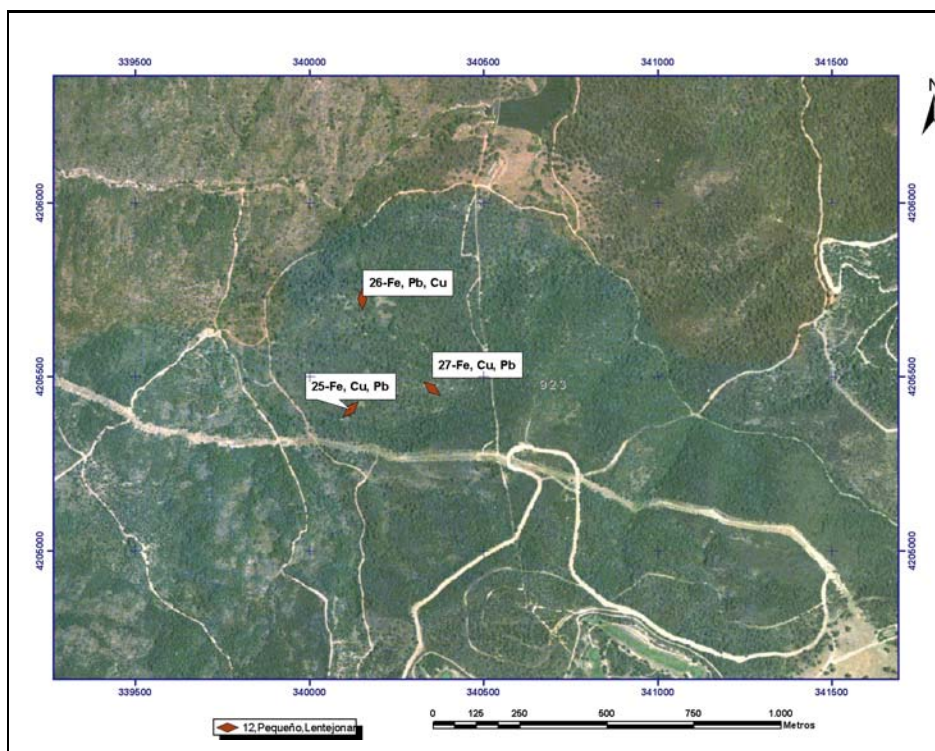 339500 340000 340500 341000 341500
N
4206000 4206000
26-Fe, Pb, Cu
27-Fe, Cu, Pb
4205500 4205500
25-Fe, Cu, Pb
923
4205000 4205000
339500 340000 340500 341000 341500
12,Pequeño,Lentejonar
0 125 250 500 750 1.000
Metros